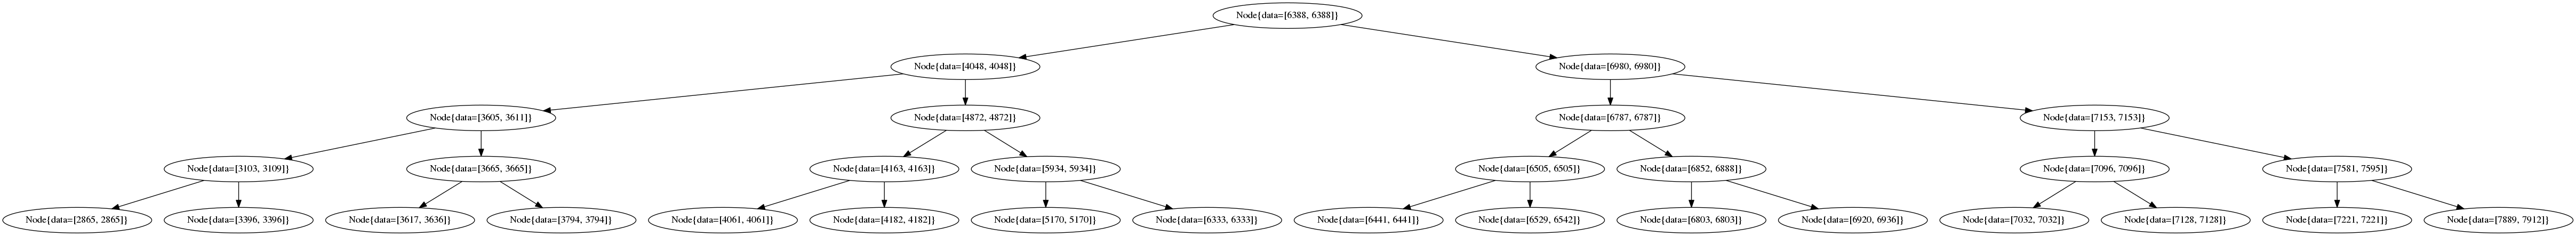 Node{data=[6388, 6388]}
Node{data=[4048, 4048]}
Node{data=[6980, 6980]}
Node{data=[3605, 3611]}
Node{data=[4872, 4872]}
Node{data=[6787, 6787]}
Node{data=[7153, 7153]}
Node{data=[3103, 3109]}
Node{data=[3665, 3665]}
Node{data=[4163, 4163]}
Node{data=[5934, 5934]}
Node{data=[6505, 6505]}
Node{data=[6852, 6888]}
Node{data=[7096, 7096]}
Node{data=[7581, 7595]}
Node{data=[2865, 2865]}
Node{data=[3396, 3396]}
Node{data=[3617, 3636]}
Node{data=[3794, 3794]}
Node{data=[4061, 4061]}
Node{data=[4182, 4182]}
Node{data=[5170, 5170]}
Node{data=[6333, 6333]}
Node{data=[6441, 6441]}
Node{data=[6529, 6542]}
Node{data=[6803, 6803]}
Node{data=[6920, 6936]}
Node{data=[7032, 7032]}
Node{data=[7128, 7128]}
Node{data=[7221, 7221]}
Node{data=[7889, 7912]}